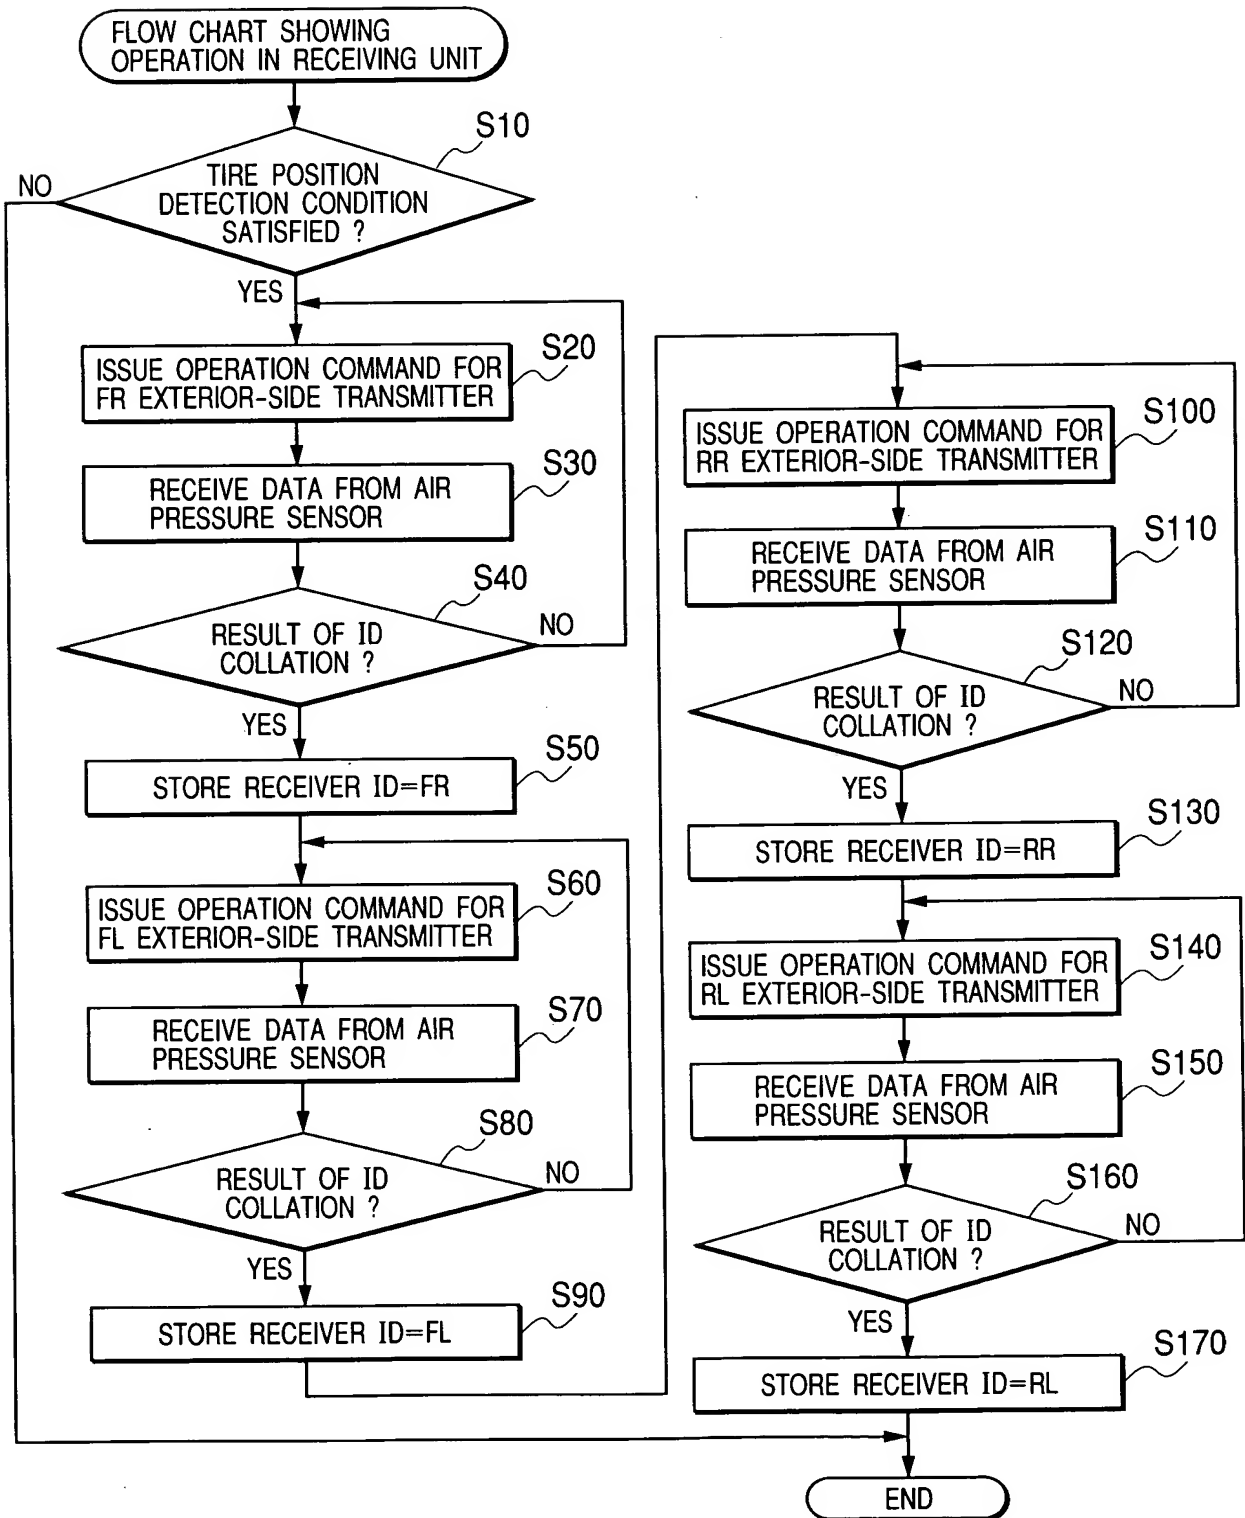 FLOW CHART SHOWING
OPERATION IN RECEIVING UNIT
S10
TIRE POSITION
DETECTION CONDITION
SATISFIED ?
NO
YES
S20
ISSUE OPERATION COMMAND FOR
FR EXTERIOR-SIDE TRANSMITTER
S30
RECEIVE DATA FROM AIR
PRESSURE SENSOR
S40
RESULT OF ID
COLLATION ?
NO
YES
S50
STORE RECEIVER ID=FR
S60
ISSUE OPERATION COMMAND FOR
FL EXTERIOR-SIDE TRANSMITTER
S70
RECEIVE DATA FROM AIR
PRESSURE SENSOR
S80
RESULT OF ID
COLLATION ?
NO
YES
S90
STORE RECEIVER ID=FL
S100
ISSUE OPERATION COMMAND FOR
RR EXTERIOR-SIDE TRANSMITTER
S110
RECEIVE DATA FROM AIR
PRESSURE SENSOR
S120
RESULT OF ID
COLLATION ?
NO
YES
S130
STORE RECEIVER ID=RR
S140
ISSUE OPERATION COMMAND FOR
RL EXTERIOR-SIDE TRANSMITTER
S150
RECEIVE DATA FROM AIR
PRESSURE SENSOR
S160
RESULT OF ID
COLLATION ?
NO
YES
S170
STORE RECEIVER ID=RL
END